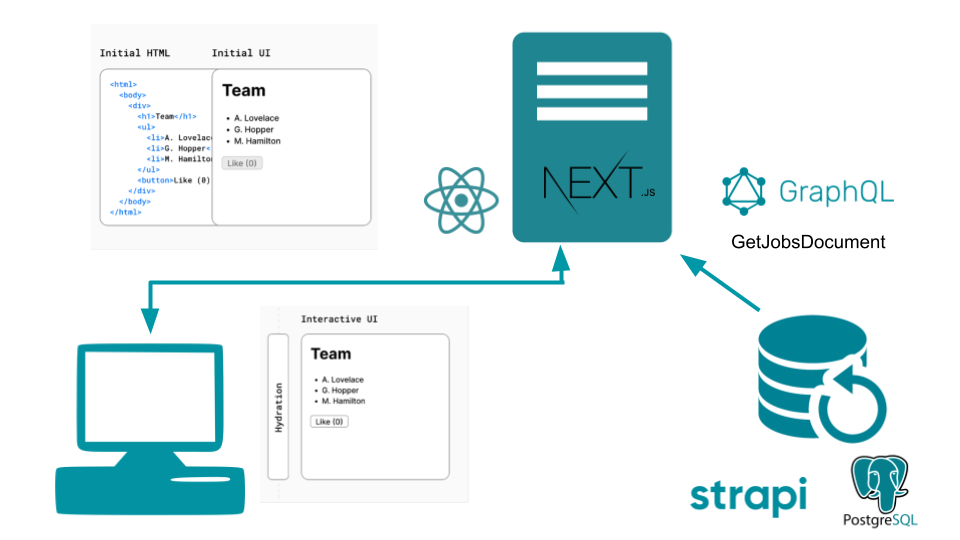 Initial HTML
Initial UI
<html>
<body>
<div>
<h1>Team</h1>
<ul>
<li>A. Lovelac
<li>G. Hopper<
<li>M. Hamilto
</ul>
<button>Like (0)
</div>
</body>
</html>
Team
• A. Lovelace
• G. Hopper
• M. Hamilton
Like (0)
NEXT.JS
GraphQL
GetJobsDocument
Interactive UI
Hydration
Team
• A. Lovelace
• G. Hopper
• M. Hamilton
Like (0)
strapi
PostgreSQL